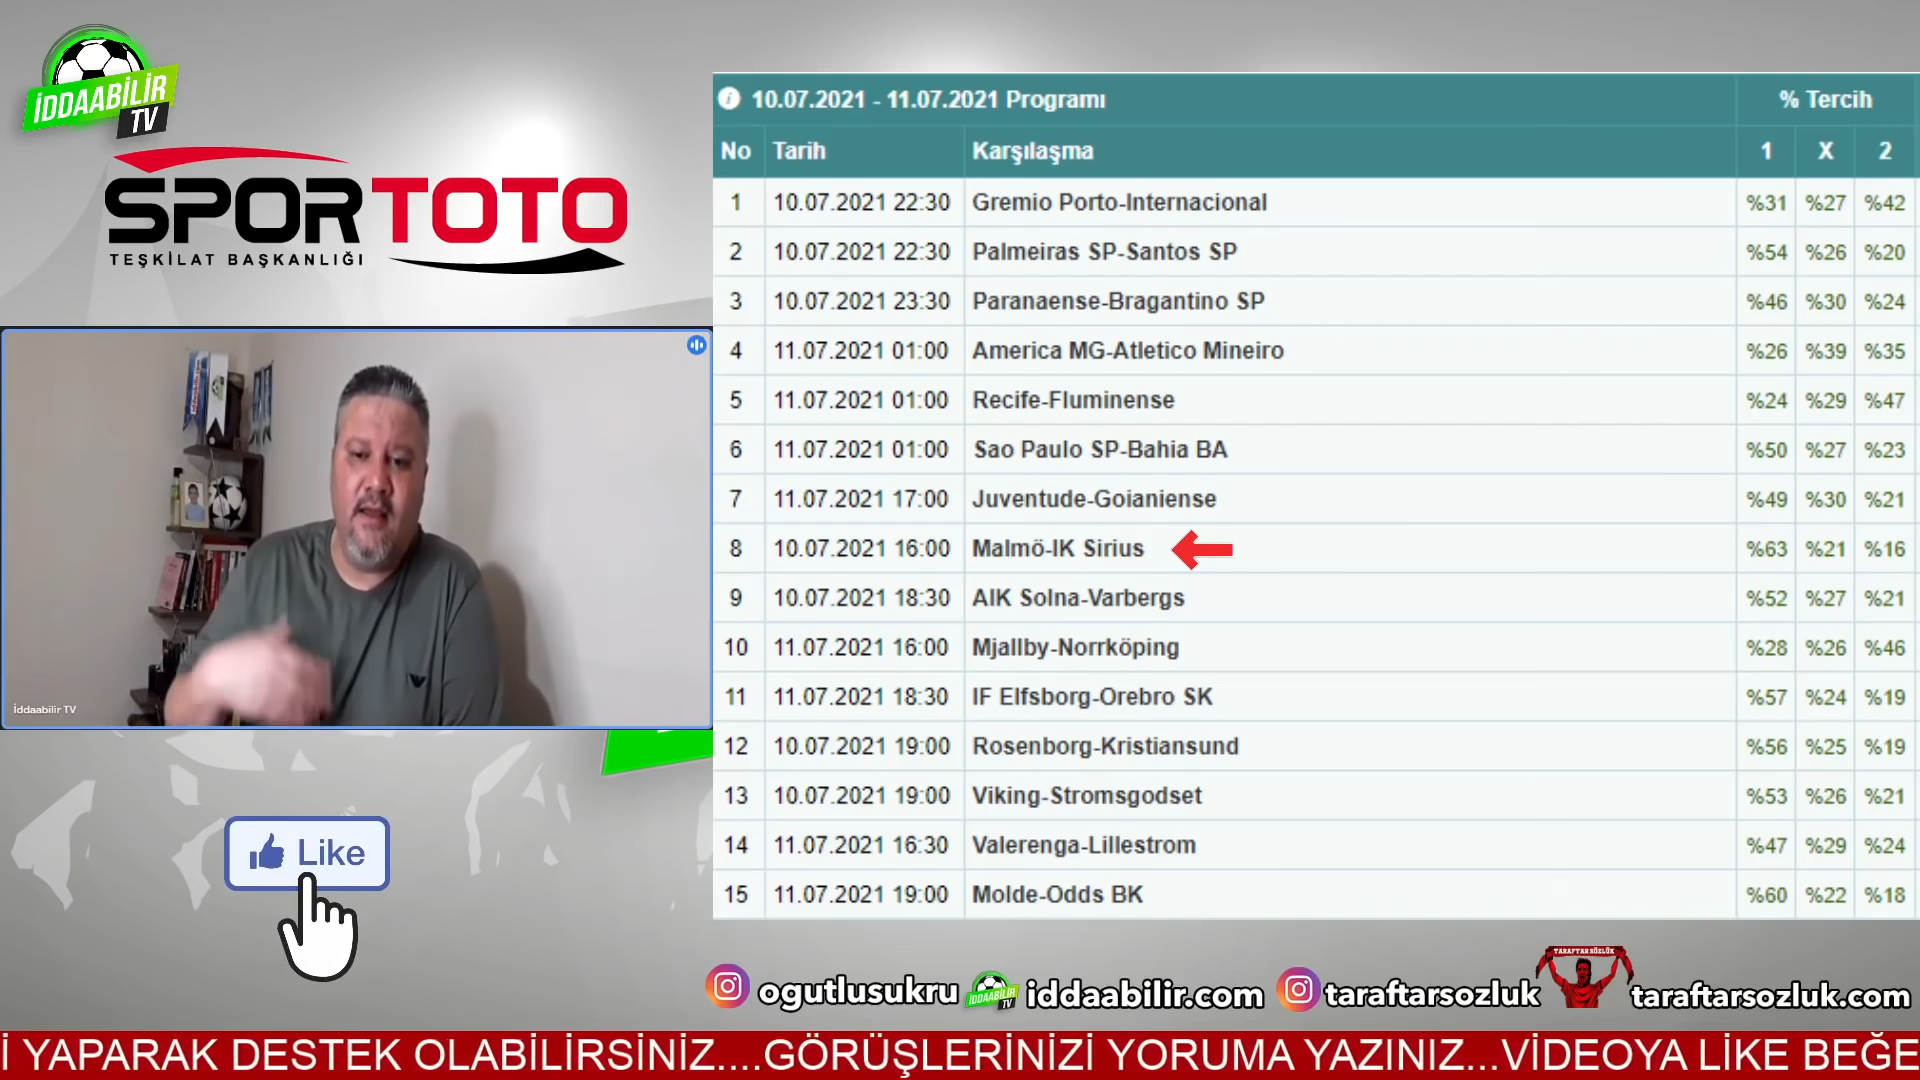 İDDAABİLİR
TV
SPORTOTO
TEŞKİLAT BAŞKANLIĞI
İddaabilir TV
Like
10.07.2021 - 11.07.2021 Programı % Tercih
No Tarih Karşılaşma 1 X 2
1 10.07.2021 22:30 Gremio Porto-Internacional %31 %27 %42
2 10.07.2021 22:30 Palmeiras SP-Santos SP %54 %26 %20
3 10.07.2021 23:30 Paranaense-Bragantino SP %46 %30 %24
4 11.07.2021 01:00 America MG-Atletico Mineiro %26 %39 %35
5 11.07.2021 01:00 Recife-Fluminense %24 %29 %47
6 11.07.2021 01:00 Sao Paulo SP-Bahia BA %50 %27 %23
7 11.07.2021 17:00 Juventude-Goianiense %49 %30 %21
8 10.07.2021 16:00 Malmö-IK Sirius %63 %21 %16
9 10.07.2021 18:30 AIK Solna-Varbergs %52 %27 %21
10 11.07.2021 16:00 Mjallby-Norrköping %28 %26 %46
11 11.07.2021 18:30 IF Elfsborg-Orebro SK %57 %24 %19
12 10.07.2021 19:00 Rosenborg-Kristiansund %56 %25 %19
13 10.07.2021 19:00 Viking-Stromsgodset %53 %26 %21
14 11.07.2021 16:30 Valerenga-Lillestrom %47 %29 %24
15 11.07.2021 19:00 Molde-Odds BK %60 %22 %18
ogutlusukru İDDAABİLİR TV iddaabilir.com taraftarsozluk TARAFTAR SÖZLÜK taraftarsozluk.com
İ YAPARAK DESTEK OLABİLİRSİNİZ....GÖRÜŞLERİNİZİ YORUMA YAZINIZ...VİDEOYA LİKE BEĞE